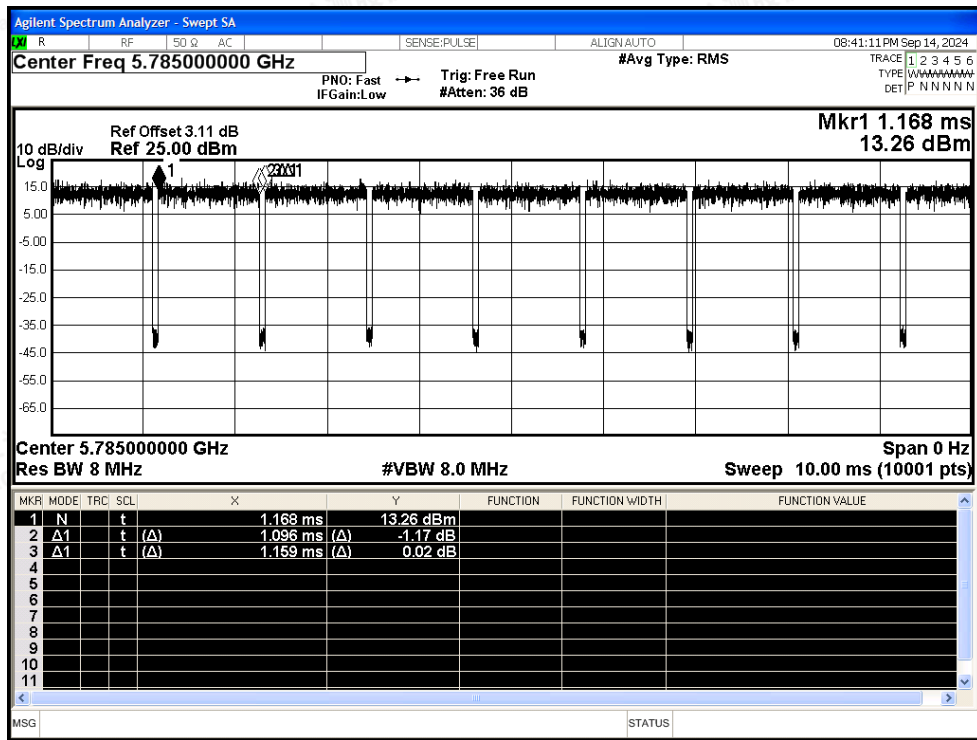 Agilent Spectrum Analyzer - Swept SA
LXI R RF 50 Ω AC SENSE:PULSE ALIGN AUTO 08:41:11 PM Sep 14, 2024
Center Freq 5.785000000 GHz
PNO: Fast
IFGain:Low
Trig: Free Run
#Atten: 36 dB
#Avg Type: RMS
TRACE 1 2 3 4 5 6
TYPE
DET P N N N N N
Mkr1 1.168 ms
13.26 dBm
Ref Offset 3.11 dB
10 dB/div Ref 25.00 dBm
Log
1
15.0
5.00
-5.00
-15.0
-25.0
-35.0
-45.0
-55.0
-65.0
Center 5.785000000 GHz Span 0 Hz
Res BW 8 MHz #VBW 8.0 MHz Sweep 10.00 ms (10001 pts)
MKR MODE TRC SCL X Y FUNCTION FUNCTION WIDTH FUNCTION VALUE
1 N t 1.168 ms 13.26 dBm
2 Δ1 t (Δ) 1.096 ms (Δ) -1.17 dB
3 Δ1 t (Δ) 1.159 ms (Δ) 0.02 dB
4
5
6
7
8
9
10
11
MSG STATUS